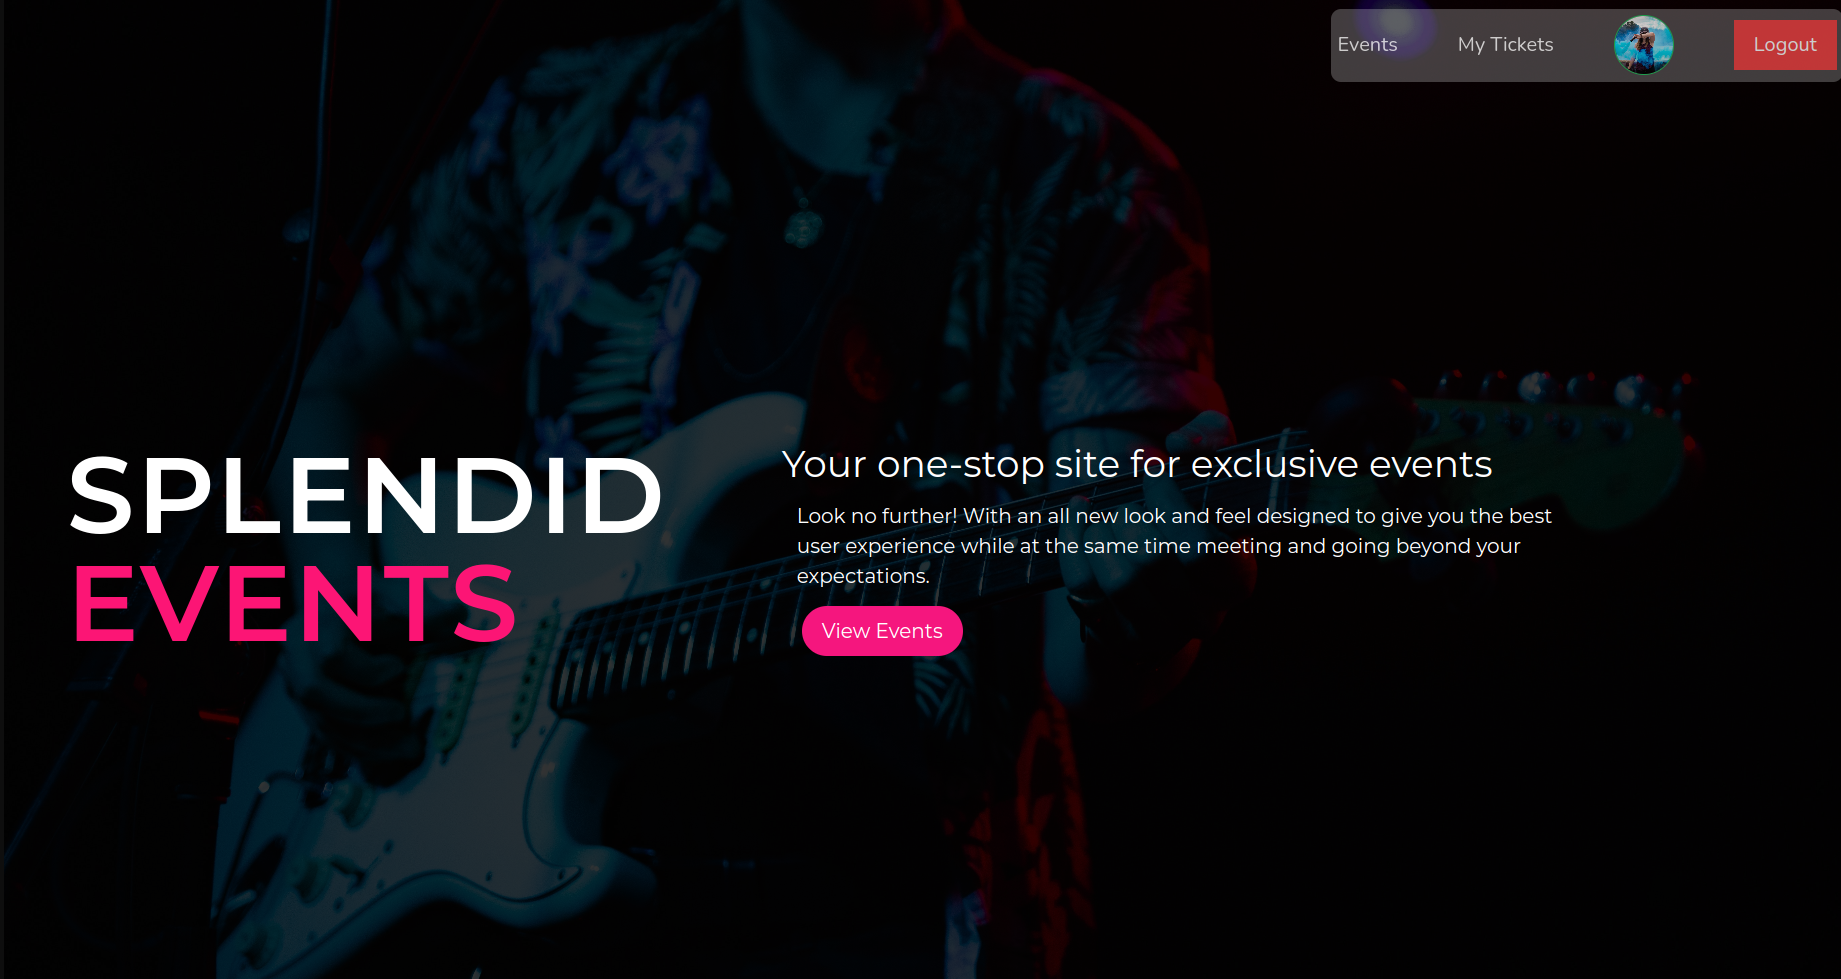 Events
My Tickets
Logout
SPLENDID
EVENTS
Your one-stop site for exclusive events
Look no further! With an all new look and feel designed to give you the best
user experience while at the same time meeting and going beyond your
expectations.
View Events